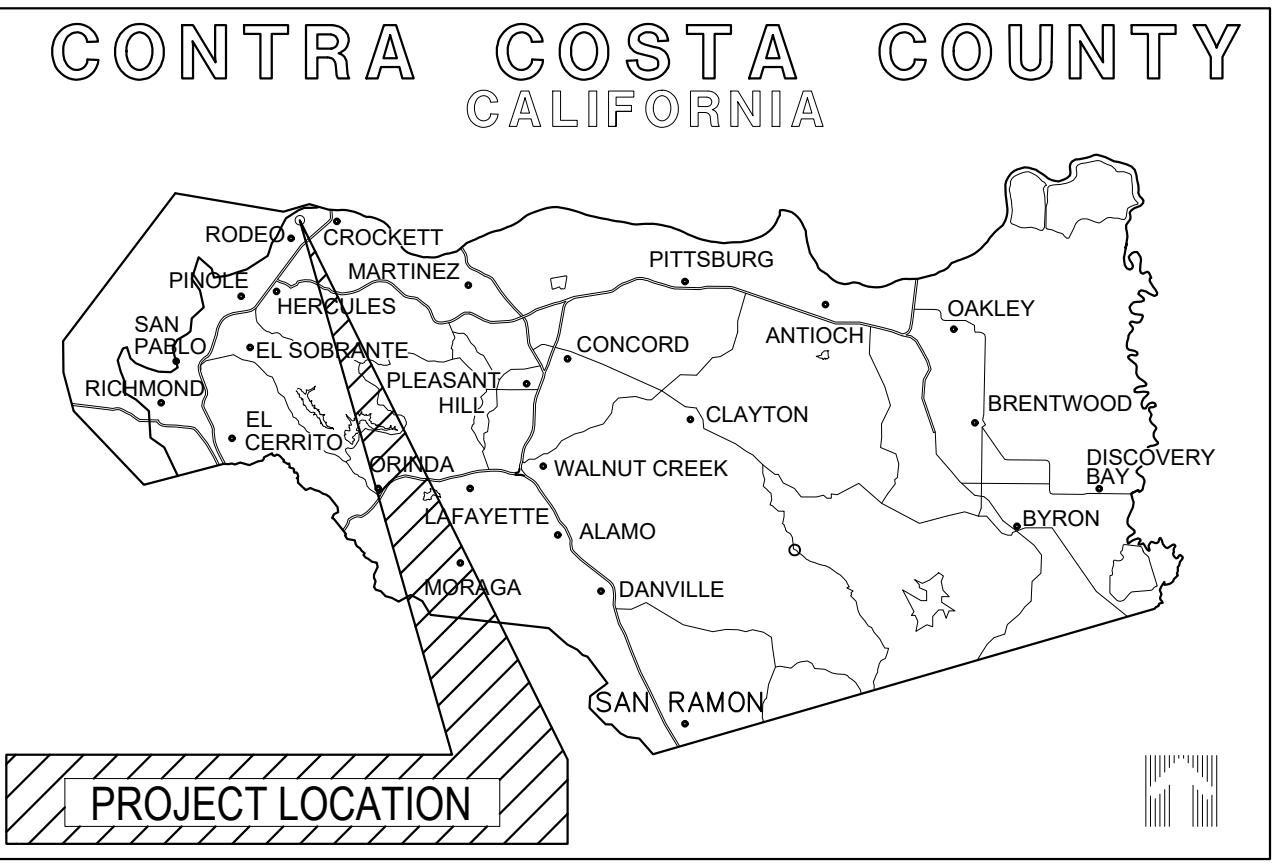 CONTRA COSTA COUNTY
CALIFORNIA
RODEO
CROCKETT
PINOLE
HERCULES
MARTINEZ
PITTSBURG
SAN
PABLO
EL SOBRANTE
RICHMOND
EL
CERRITO
PLEASANT
HILL
CONCORD
ANTIOCH
OAKLEY
CLAYTON
BRENTWOOD
ORINDA
WALNUT CREEK
DISCOVERY
BAY
LAFAYETTE
ALAMO
BYRON
MORAGA
DANVILLE
SAN RAMON
PROJECT LOCATION